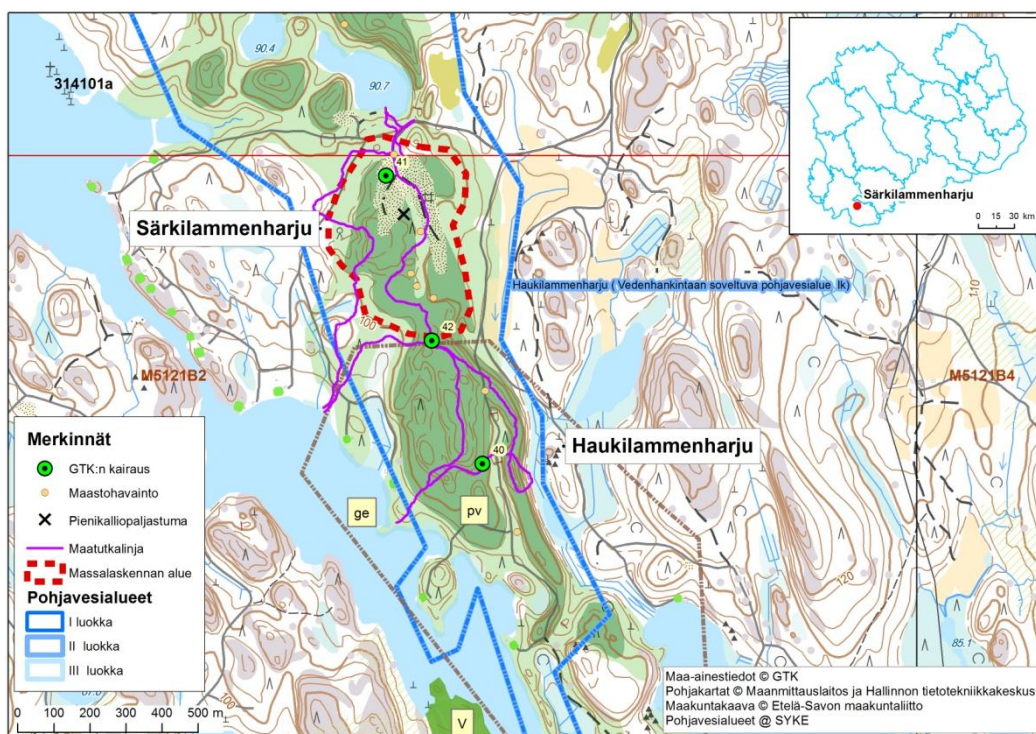 90.4
90.7
314101a
41
Särkilammenharju
Haukilammenharju ( Vedenhankintaan soveltuva pohjavesialue Ik)
100
42
110
M5121B2
M5121B4
Haukilammenharju
40
ge
pv
120
100
85.1
V
Särkilammenharju
0 15 30 km
Merkinnät
GTK:n kairaus
Maastohavainto
Pienikalliopaljastuma
Maatutkalinja
Massalaskennan alue
Pohjavesialueet
I luokka
II luokka
III luokka
0 100 200 300 400 500 m
Maa-ainestiedot © GTK
Pohjakartat © Maanmittauslaitos ja Hallinnon tietotekniikkakeskus
Maakuntakaava © Etelä-Savon maakuntaliitto
Pohjavesialueet @ SYKE